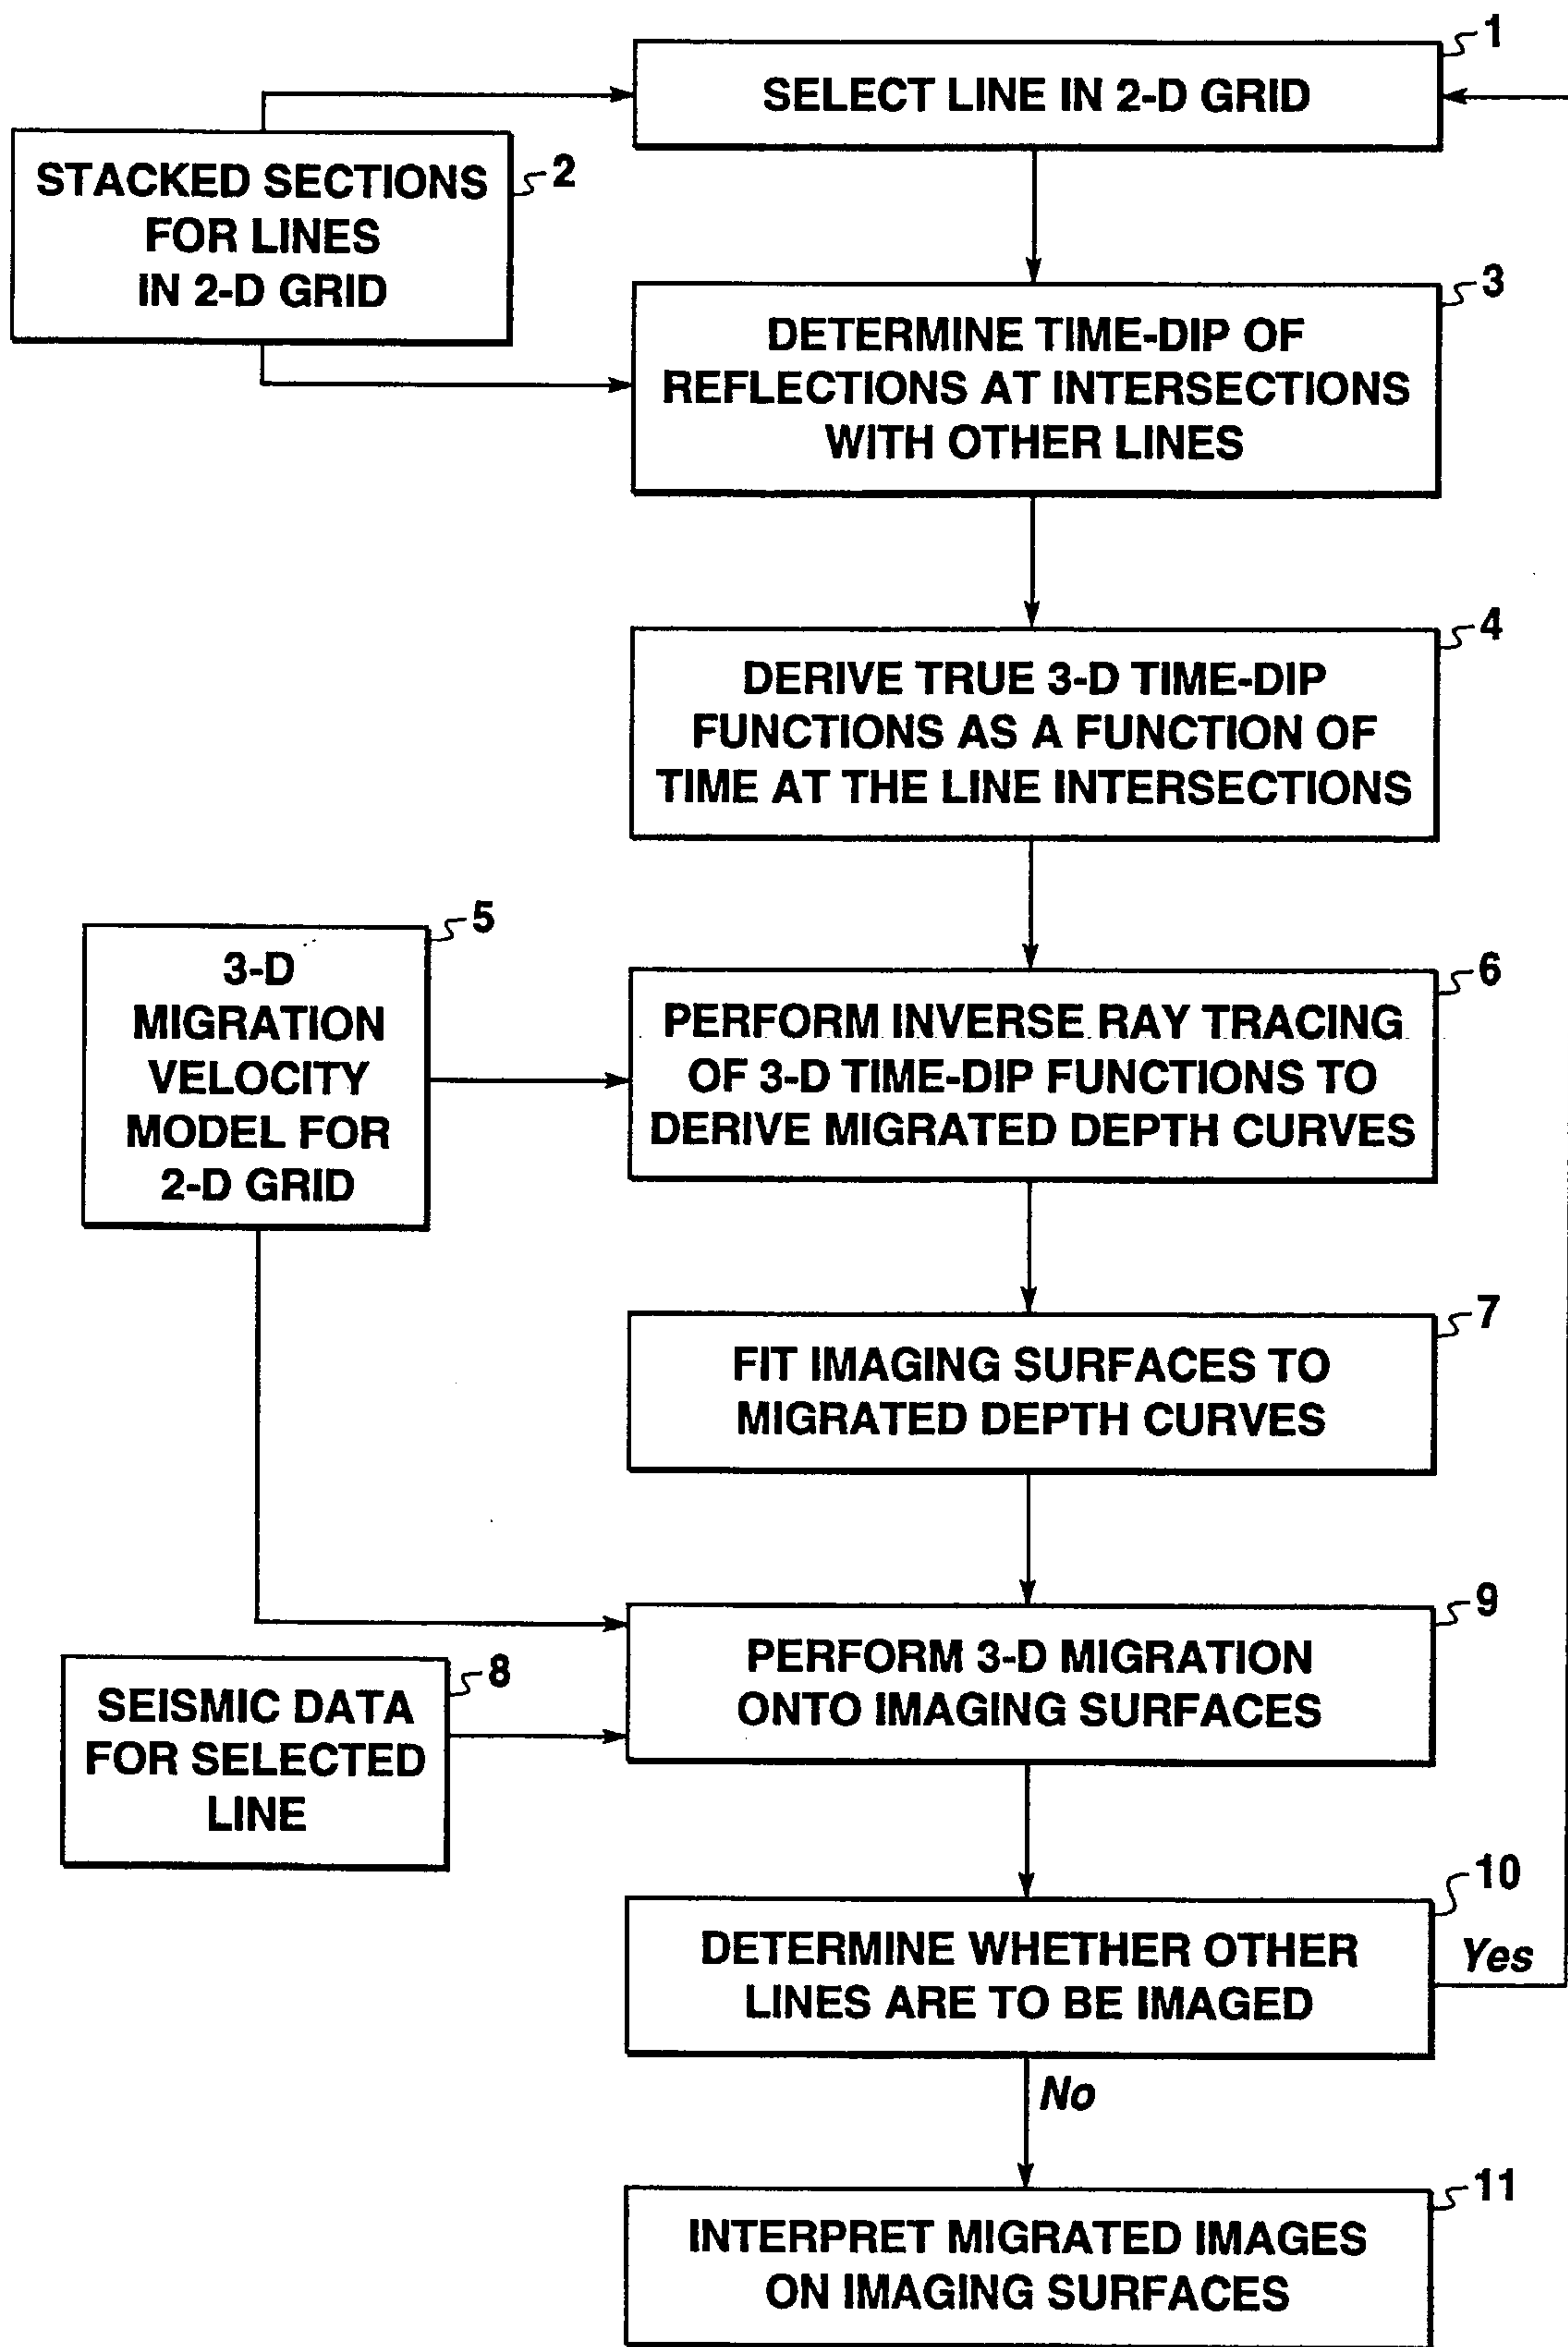 1
SELECT LINE IN 2-D GRID
2
STACKED SECTIONS
FOR LINES
IN 2-D GRID
3
DETERMINE TIME-DIP OF
REFLECTIONS AT INTERSECTIONS
WITH OTHER LINES
4
DERIVE TRUE 3-D TIME-DIP
FUNCTIONS AS A FUNCTION OF
TIME AT THE LINE INTERSECTIONS
5
3-D
MIGRATION
VELOCITY
MODEL FOR
2-D GRID
6
PERFORM INVERSE RAY TRACING
OF 3-D TIME-DIP FUNCTIONS TO
DERIVE MIGRATED DEPTH CURVES
7
FIT IMAGING SURFACES TO
MIGRATED DEPTH CURVES
8
SEISMIC DATA
FOR SELECTED
LINE
9
PERFORM 3-D MIGRATION
ONTO IMAGING SURFACES
10
DETERMINE WHETHER OTHER
LINES ARE TO BE IMAGED
Yes
No
11
INTERPRET MIGRATED IMAGES
ON IMAGING SURFACES